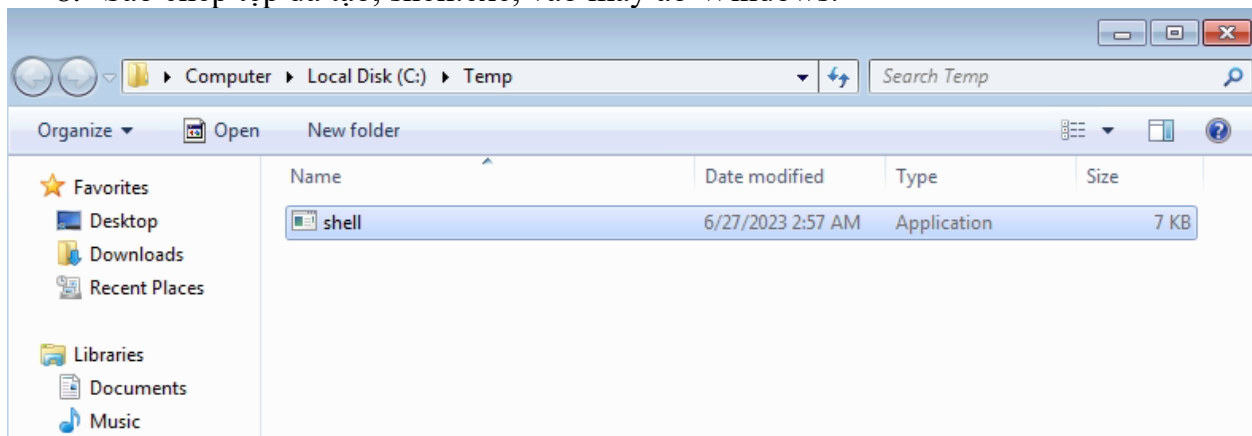 Computer ▸ Local Disk (C:) ▸ Temp
Search Temp
Organize
Open
New folder
Favorites
Desktop
Downloads
Recent Places
Libraries
Documents
Music
Name
Date modified
Type
Size
shell
6/27/2023 2:57 AM
Application
7 KB